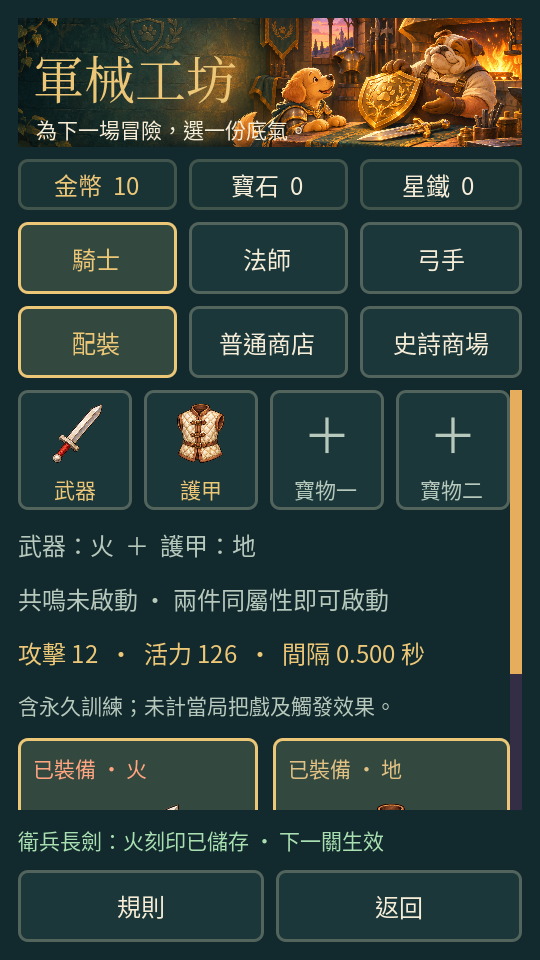 軍械工坊
為下一場冒險，選一份底氣。
金幣 10 寶石 0 星鐵 0
騎士 法師 弓手
配裝 普通商店 史詩商場
武器 護甲 寶物一 寶物二
武器：火 ＋ 護甲：地
共鳴未啟動 · 兩件同屬性即可啟動
攻擊 12 · 活力 126 · 間隔 0.500 秒
含永久訓練；未計當局把戲及觸發效果。
已裝備 · 火 已裝備 · 地
衛兵長劍：火刻印已儲存 · 下一關生效
規則 返回